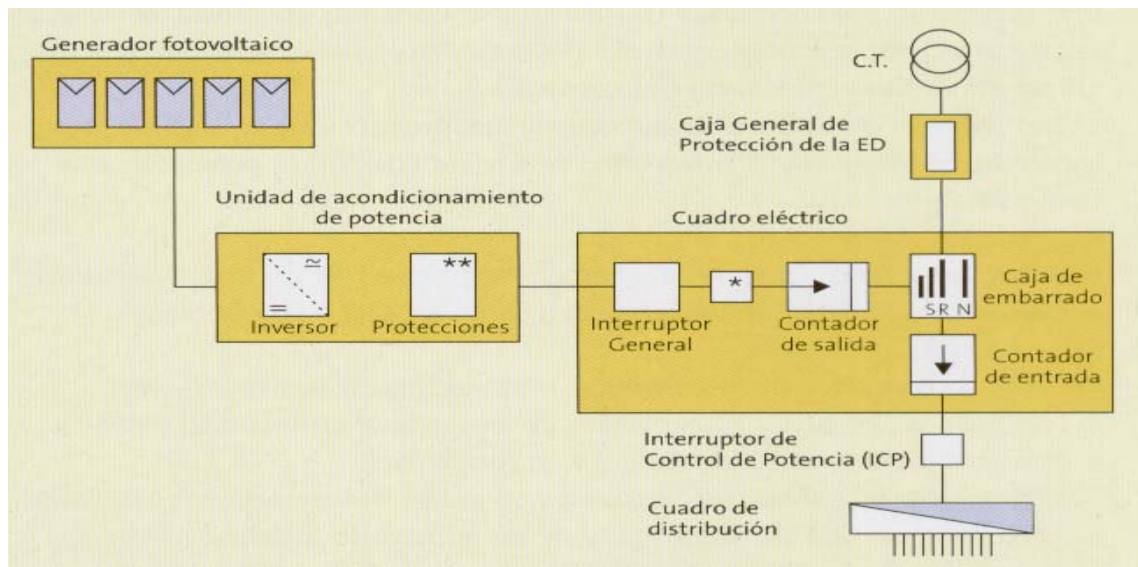 Generador fotovoltaico
C.T.
Caja General de
Protección de la ED
Unidad de acondicionamiento
de potencia
Cuadro eléctrico
≃
=
Inversor
**
Protecciones
Interruptor
General
*
Contador
de salida
SR N
Caja de
embarrado
Contador
de entrada
Interruptor de
Control de Potencia (ICP)
Cuadro de
distribución